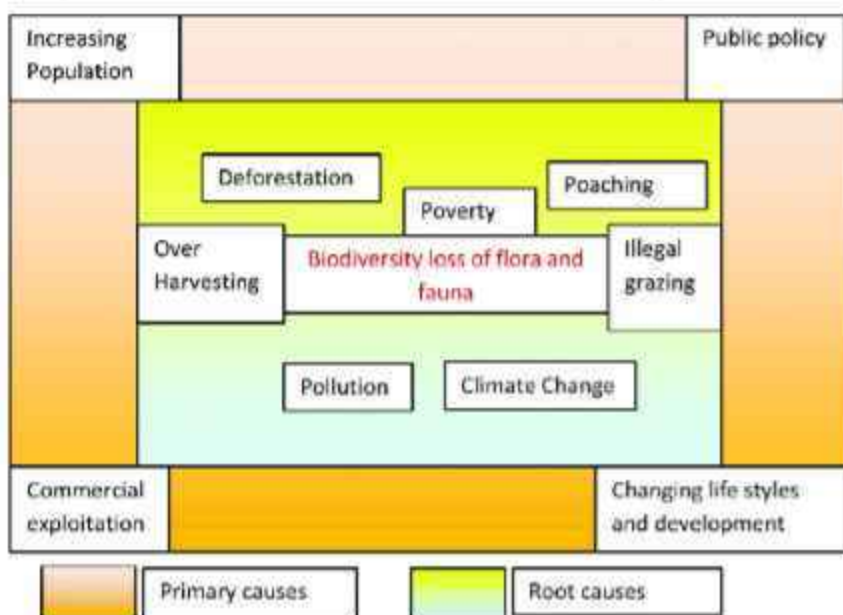 Increasing
Population
Public policy
Deforestation
Poaching
Poverty
Over
Harvesting
Biodiversity loss of flora and
fauna
Illegal
grazing
Pollution
Climate Change
Commercial
exploitation
Changing life styles
and development
Primary causes
Root causes